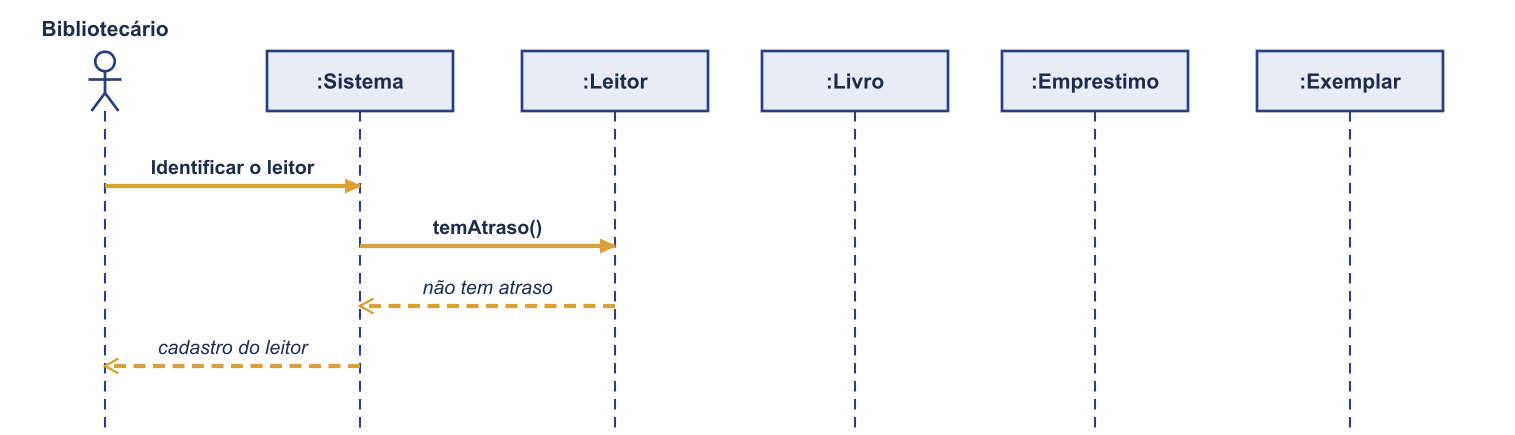 Bibliotecário
:Sistema
:Leitor
:Livro
:Emprestimo
:Exemplar
Identificar o leitor
temAtraso()
não tem atraso
cadastro do leitor